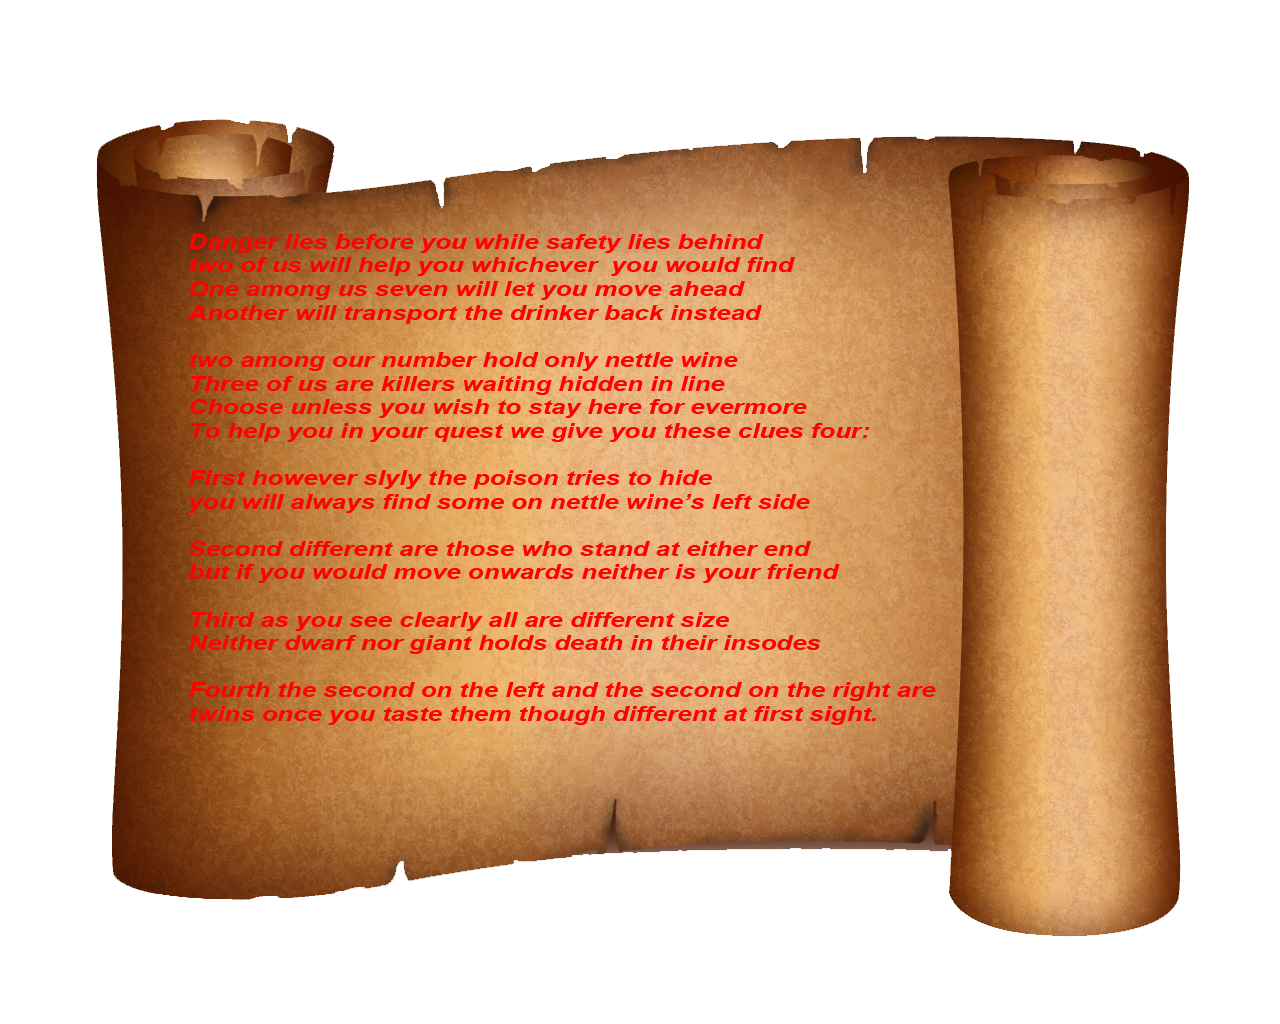 Danger lies before you while safety lies behind
two of us will help you whichever  you would find
One among us seven will let you move ahead
Another will transport the drinker back instead
two among our number hold only nettle wine
Three of us are killers waiting hidden in line
Choose unless you wish to stay here for evermore
To help you in your quest we give you these clues four:
First however slyly the poison tries to hide
you will always find some on nettle wine’s left side
Second different are those who stand at either end
but if you would move onwards neither is your friend
Third as you see clearly all are different size
Neither dwarf nor giant holds death in their insodes
Fourth the second on the left and the second on the right are
twins once you taste them though different at first sight.